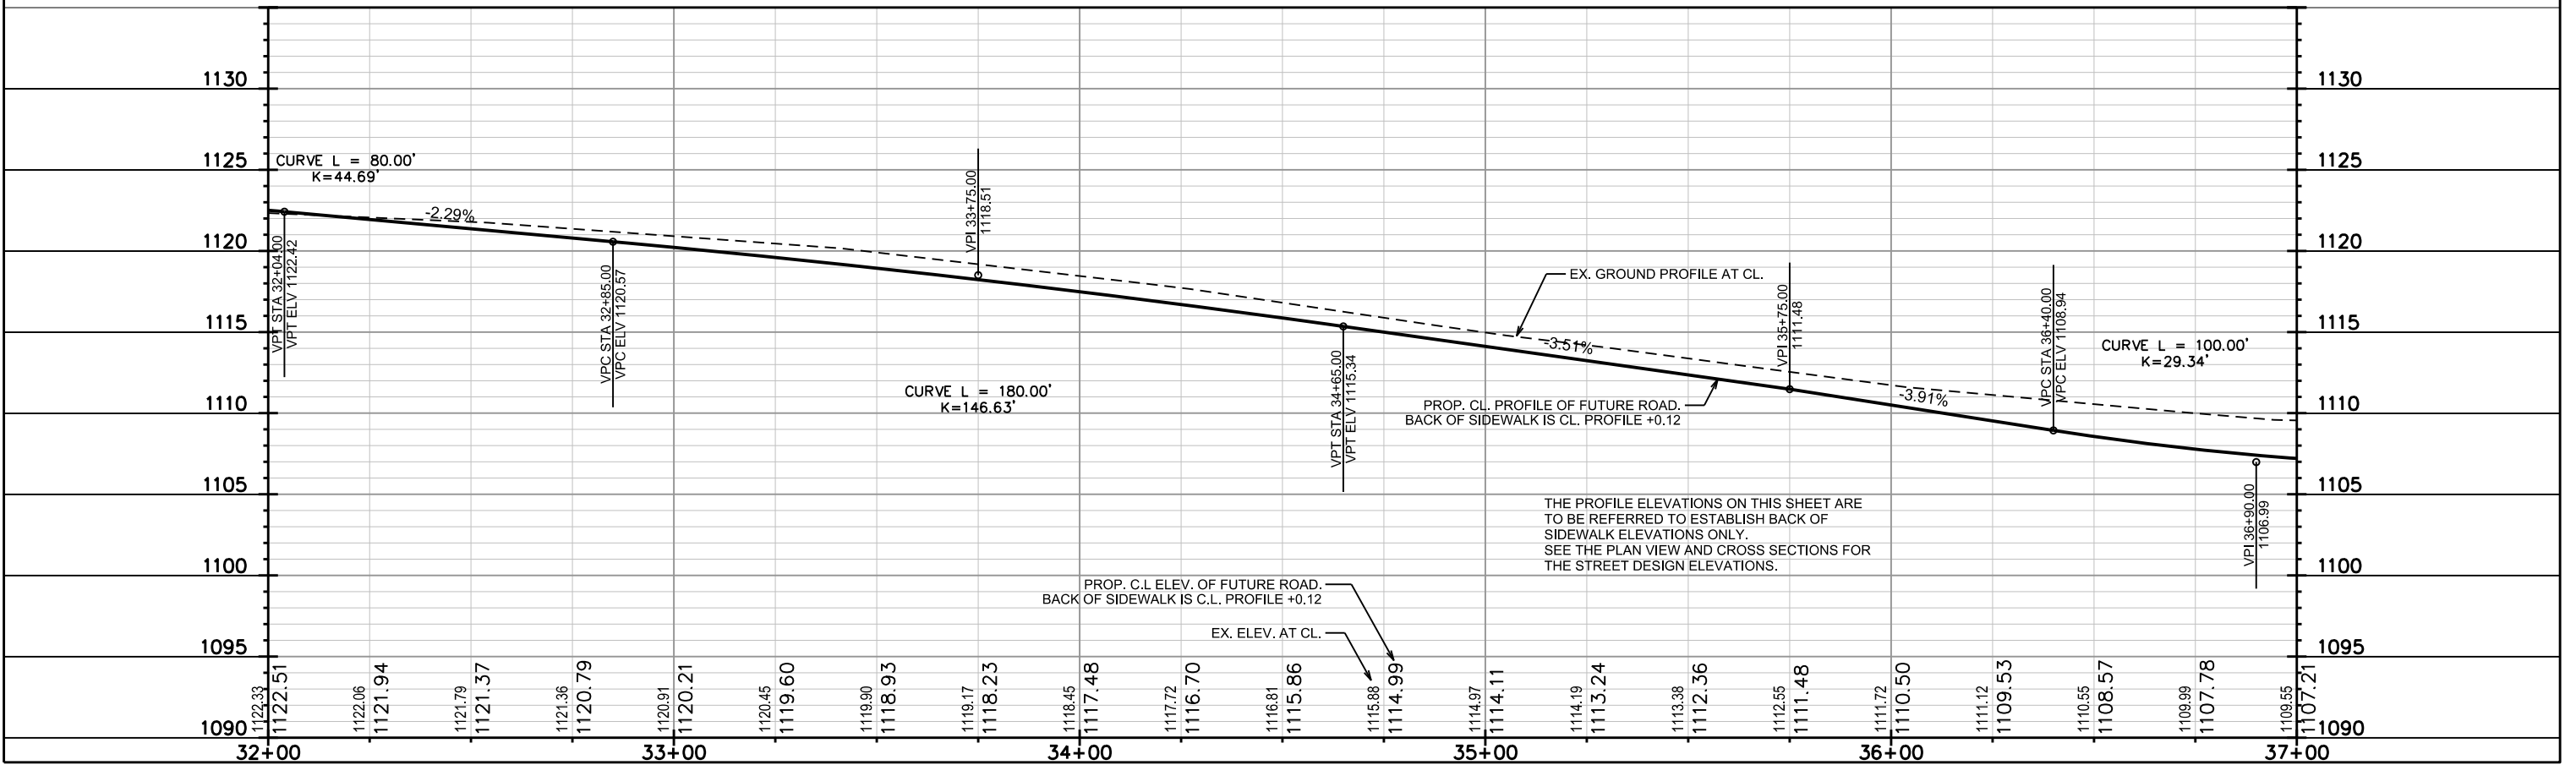 1130
1130
1125
1125
CURVE L = 80.00'
K=44.69'
-2.29%
VPT STA 32+04.00
VPT ELV 1122.42
1120
1120
VPC STA 32+85.00
VPC ELV 1120.57
VPI 33+75.00
1118.51
EX. GROUND PROFILE AT CL.
1115
1115
CURVE L = 180.00'
K=146.63'
VPT STA 34+65.00
VPT ELV 1115.34
-3.51%
VPI 35+75.00
1111.48
PROP. CL. PROFILE OF FUTURE ROAD.
BACK OF SIDEWALK IS CL. PROFILE +0.12
-3.91%
VPC STA 36+40.00
VPC ELV 1108.94
CURVE L = 100.00'
K=29.34'
1110
1110
1105
1105
VPI 36+90.00
1106.99
THE PROFILE ELEVATIONS ON THIS SHEET ARE
TO BE REFERRED TO ESTABLISH BACK OF
SIDEWALK ELEVATIONS ONLY.
SEE THE PLAN VIEW AND CROSS SECTIONS FOR
THE STREET DESIGN ELEVATIONS.
1100
1100
PROP. C.L ELEV. OF FUTURE ROAD.
BACK OF SIDEWALK IS C.L. PROFILE +0.12
EX. ELEV. AT CL.
1095
1095
1122.33
1122.51
1122.06
1121.94
1121.79
1121.37
1121.36
1120.79
1120.91
1120.21
1120.45
1119.60
1119.90
1118.93
1119.17
1118.23
1118.45
1117.48
1117.72
1116.70
1116.81
1115.86
1115.88
1114.99
1114.97
1114.11
1114.19
1113.24
1113.38
1112.36
1112.55
1111.48
1111.72
1110.50
1111.12
1109.53
1110.55
1108.57
1109.99
1107.78
1109.55
1107.21
1090
1090
32+00
33+00
34+00
35+00
36+00
37+00